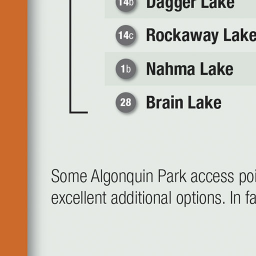 14b Dagger Lake
14c Rockaway Lake
1b Nahma Lake
28 Brain Lake
Some Algonquin Park access poi
excellent additional options. In fa